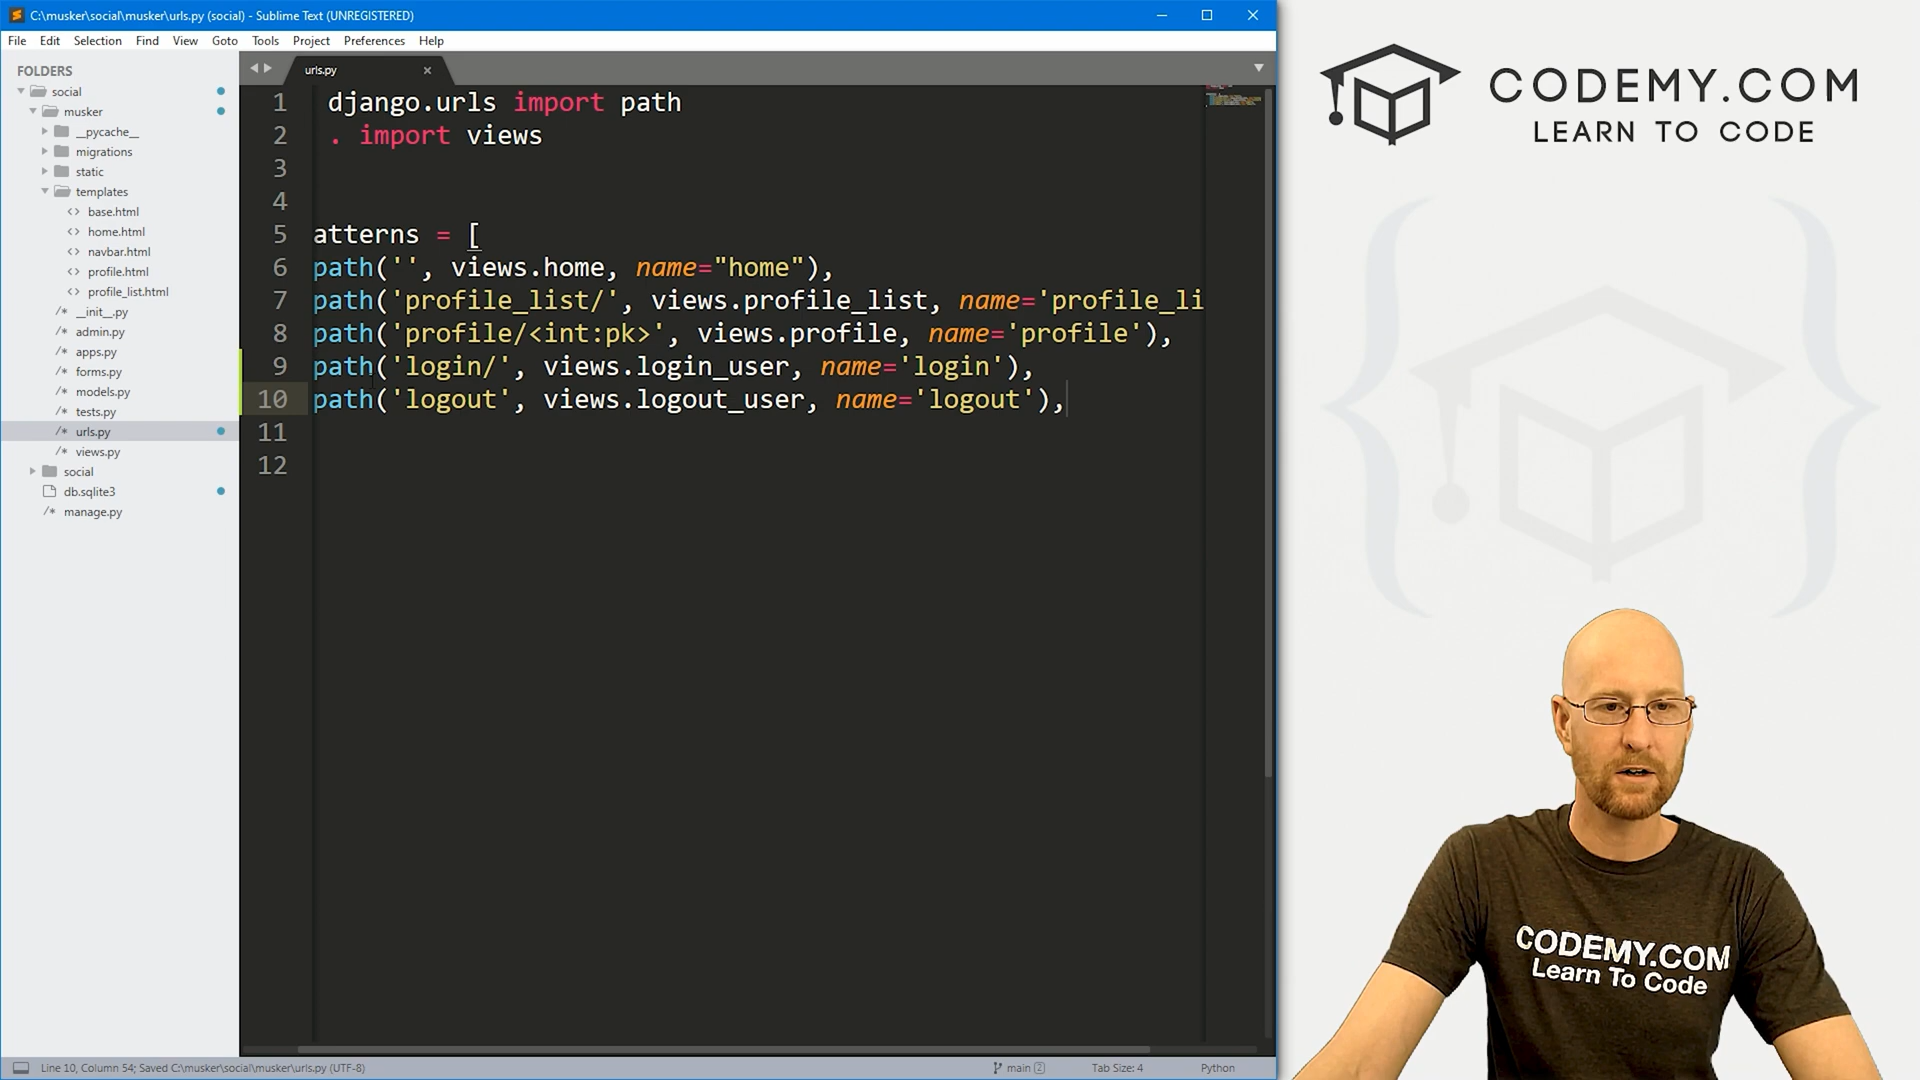 C:\musker\social\musker\urls.py (social) - Sublime Text (UNREGISTERED)
File Edit Selection Find View Goto Tools Project Preferences Help
FOLDERS
social
musker
__pycache__
migrations
static
templates
base.html
home.html
navbar.html
profile.html
profile_list.html
__init__.py
admin.py
apps.py
forms.py
models.py
tests.py
urls.py
views.py
social
db.sqlite3
manage.py
urls.py
1 django.urls import path
2 . import views
3
4
5 atterns = [
6 path('', views.home, name="home"),
7 path('profile_list/', views.profile_list, name='profile_li
8 path('profile/<int:pk>', views.profile, name='profile'),
9 path('login/', views.login_user, name='login'),
10 path('logout', views.logout_user, name='logout'),
11
12
Line 10, Column 54; Saved C:\musker\social\musker\urls.py (UTF-8)
main 2
Tab Size: 4
Python
CODEMY.COM
LEARN TO CODE
CODEMY.COM
Learn To Code